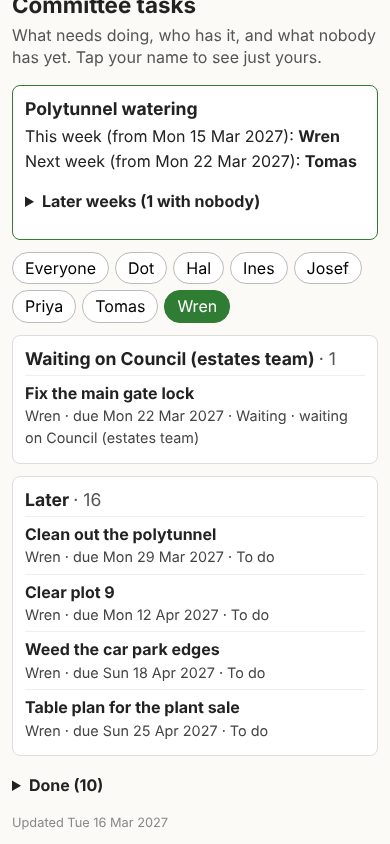 Committee tasks
What needs doing, who has it, and what nobody
has yet. Tap your name to see just yours.
Polytunnel watering
This week (from Mon 15 Mar 2027): Wren
Next week (from Mon 22 Mar 2027): Tomas
Later weeks (1 with nobody)
Everyone
Dot
Hal
Ines
Josef
Priya
Tomas
Wren
Waiting on Council (estates team) · 1
Fix the main gate lock
Wren · due Mon 22 Mar 2027 · Waiting · waiting
on Council (estates team)
Later · 16
Clean out the polytunnel
Wren · due Mon 29 Mar 2027 · To do
Clear plot 9
Wren · due Mon 12 Apr 2027 · To do
Weed the car park edges
Wren · due Sun 18 Apr 2027 · To do
Table plan for the plant sale
Wren · due Sun 25 Apr 2027 · To do
Done (10)
Updated Tue 16 Mar 2027